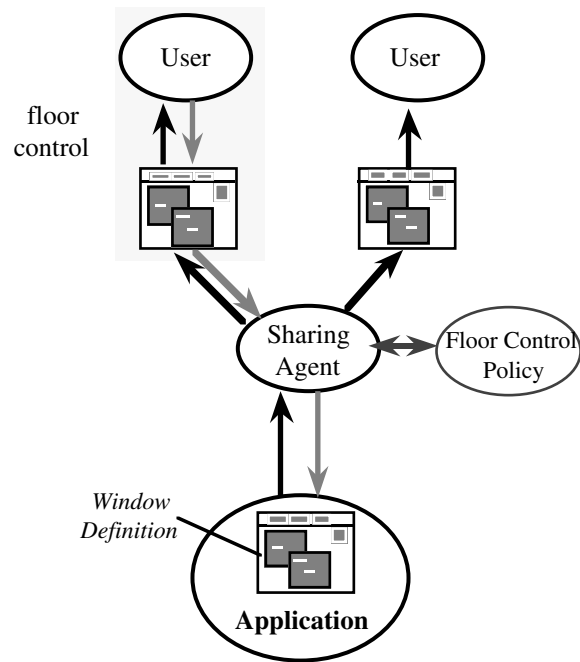 User
User
floor
control
Sharing
Agent
Floor Control
Policy
Window
Definition
Application